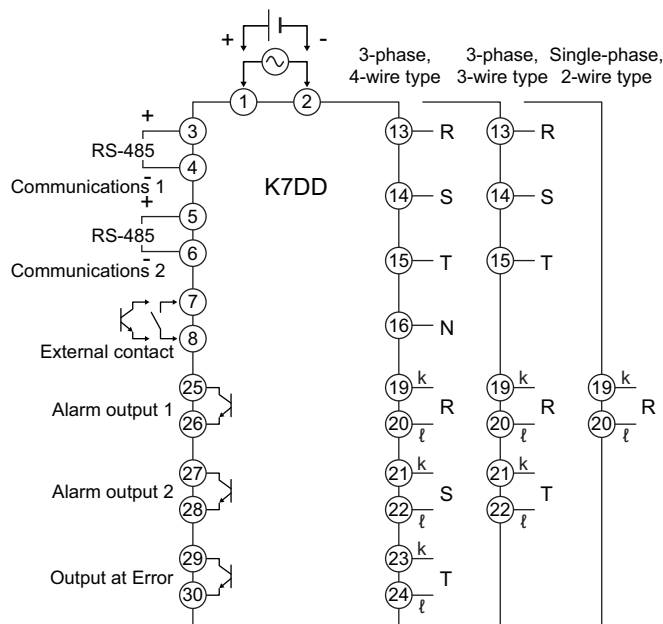 + -
3-phase, 3-phase, Single-phase,
4-wire type 3-wire type 2-wire type
1 2
+ 3 13 R 13 R
RS-485
4
Communications 1 -
K7DD
14 S 14 S
+ 5
RS-485
6
Communications 2 -
15 T 15 T
7
16 N
8
External contact
25 19 k 19 k 19 k
Alarm output 1 R R R
26 20 ℓ 20 ℓ 20 ℓ
27 21 k 21 k
Alarm output 2 S T
28 22 ℓ 22 ℓ
29 23 k
Output at Error T
30 24 ℓ